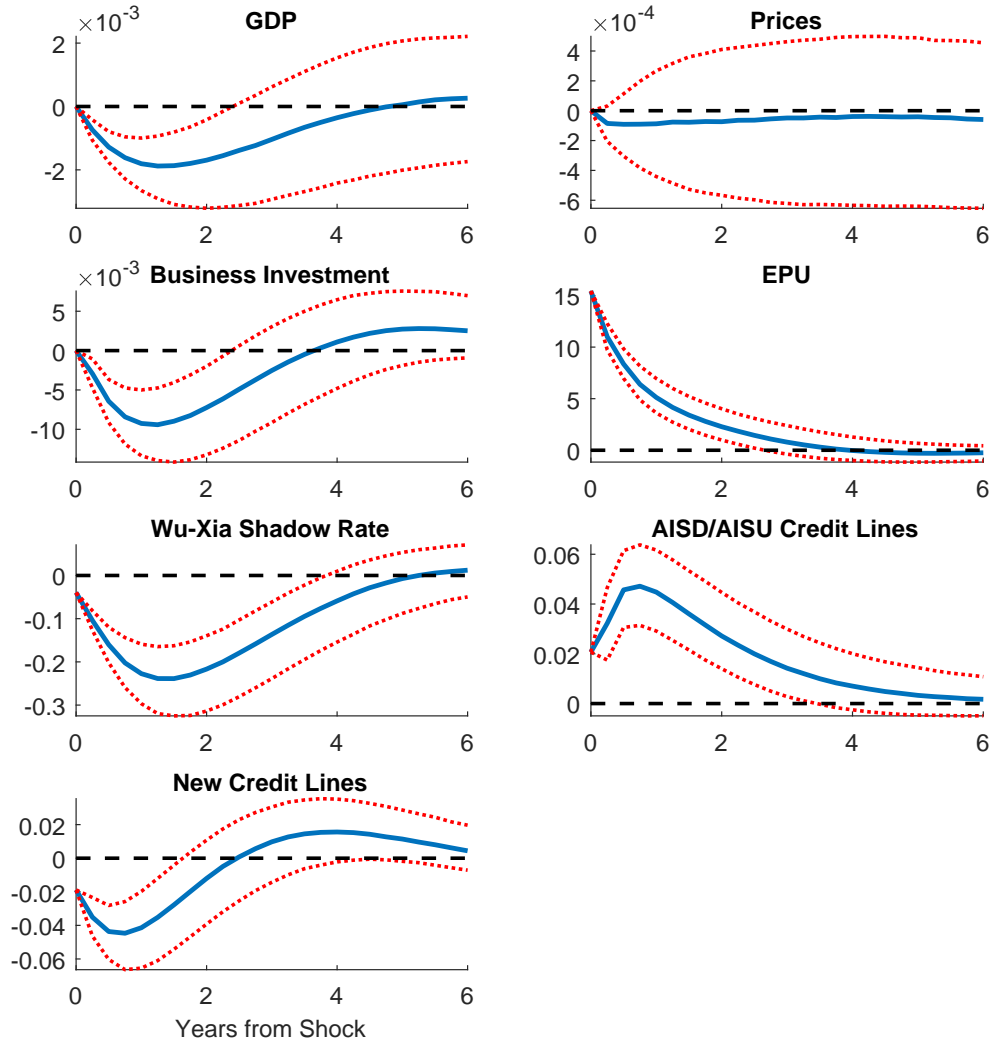 ×10⁻³ GDP
2
0
-2
0 2 4 6
×10⁻⁴ Prices
4
2
0
-2
-4
-6
0 2 4 6
×10⁻³ Business Investment
5
0
-5
-10
0 2 4 6
EPU
15
10
5
0
0 2 4 6
Wu-Xia Shadow Rate
0
-0.1
-0.2
-0.3
0 2 4 6
AISD/AISU Credit Lines
0.06
0.04
0.02
0
0 2 4 6
New Credit Lines
0.02
0
-0.02
-0.04
-0.06
0 2 4 6
Years from Shock